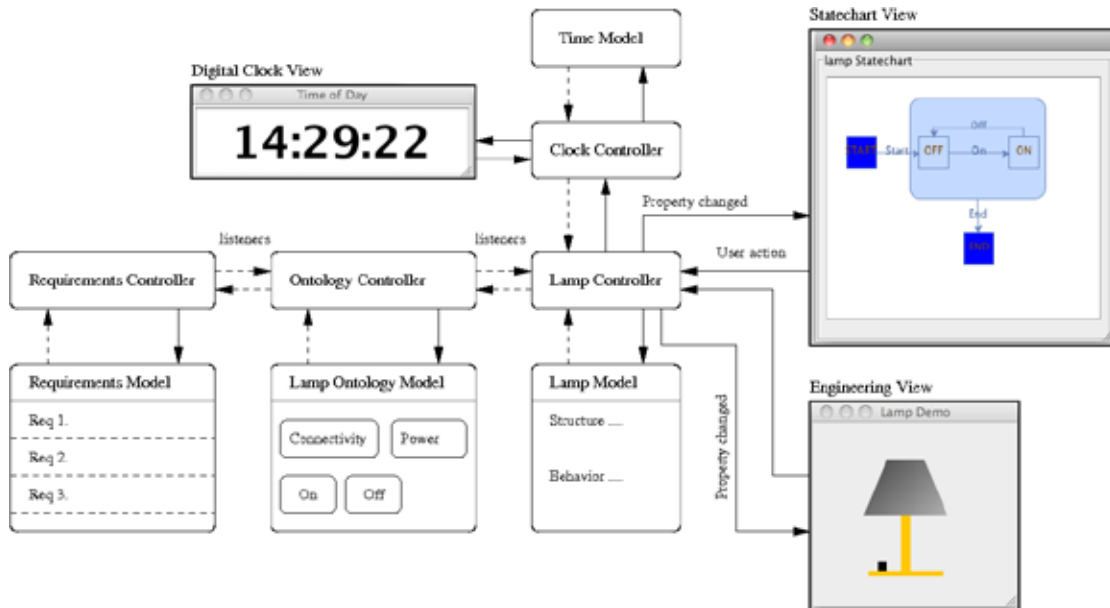 Statechart View
lamp Statechart
START
Start
OFF
Off
On
ON
End
END
Time Model
Digital Clock View
Time of Day
14:29:22
Clock Controller
Property changed
User action
listeners
listeners
Requirements Controller
Ontology Controller
Lamp Controller
Requirements Model
Req 1.
Req 2.
Req 3.
Lamp Ontology Model
Connectivity
Power
On
Off
Lamp Model
Structure ....
Behavior ....
Property changed
Engineering View
Lamp Demo